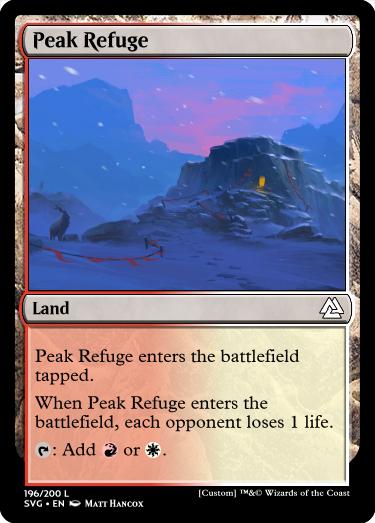 Peak Refuge
Land
Peak Refuge enters the battlefield
tapped.
When Peak Refuge enters the
battlefield, each opponent loses 1 life.
: Add or .
196/200 L
SVG • EN Matt Hancox
[Custom] ™&© Wizards of the Coast